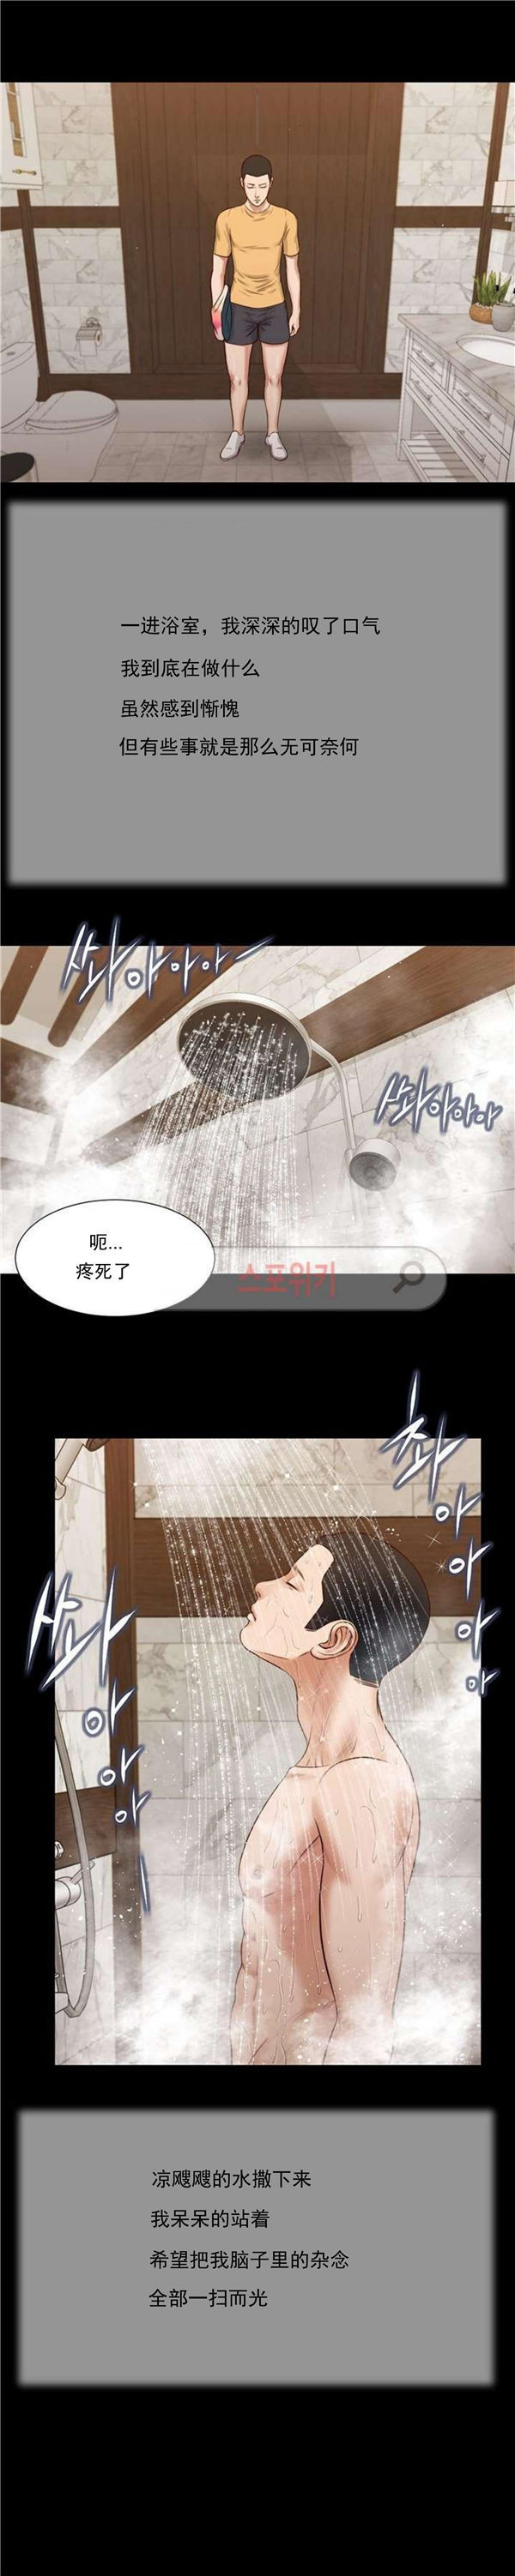 一进浴室，我深深的叹了口气
我到底在做什么
虽然感到惭愧
但有些事就是那么无可奈何
쏴아아아
쏴아아아
呃...
疼死了
스포위키
촤아아아아
쏴아아아
凉飕飕的水撒下来
我呆呆的站着
希望把我脑子里的杂念
全部一扫而光